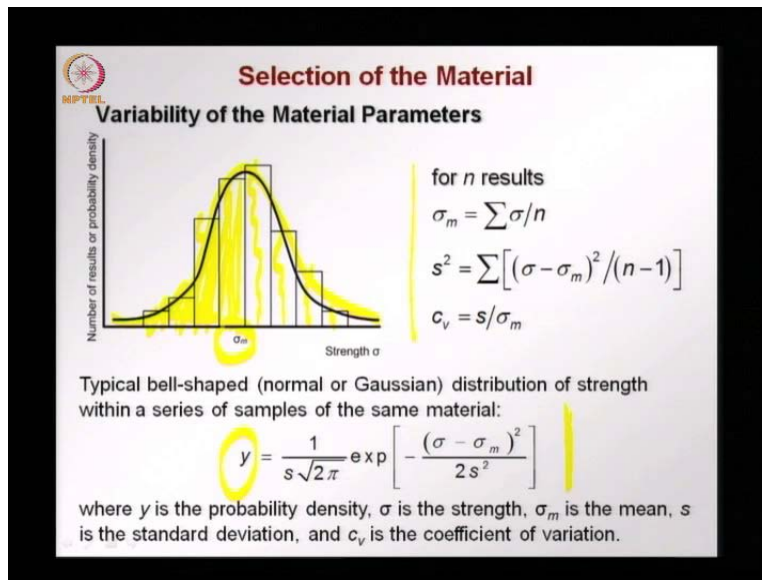 NPTEL
Selection of the Material
Variability of the Material Parameters
Number of results or probability density
σₘ
Strength σ
for n results
σₘ = ∑σ/n
s² = ∑[(σ – σₘ)²/(n – 1)]
cᵥ = s/σₘ
Typical bell-shaped (normal or Gaussian) distribution of strength
within a series of samples of the same material:
y = 1/(s√2π) exp[ – (σ – σₘ)²/2s² ]
where y is the probability density, σ is the strength, σₘ is the mean, s
is the standard deviation, and cᵥ is the coefficient of variation.